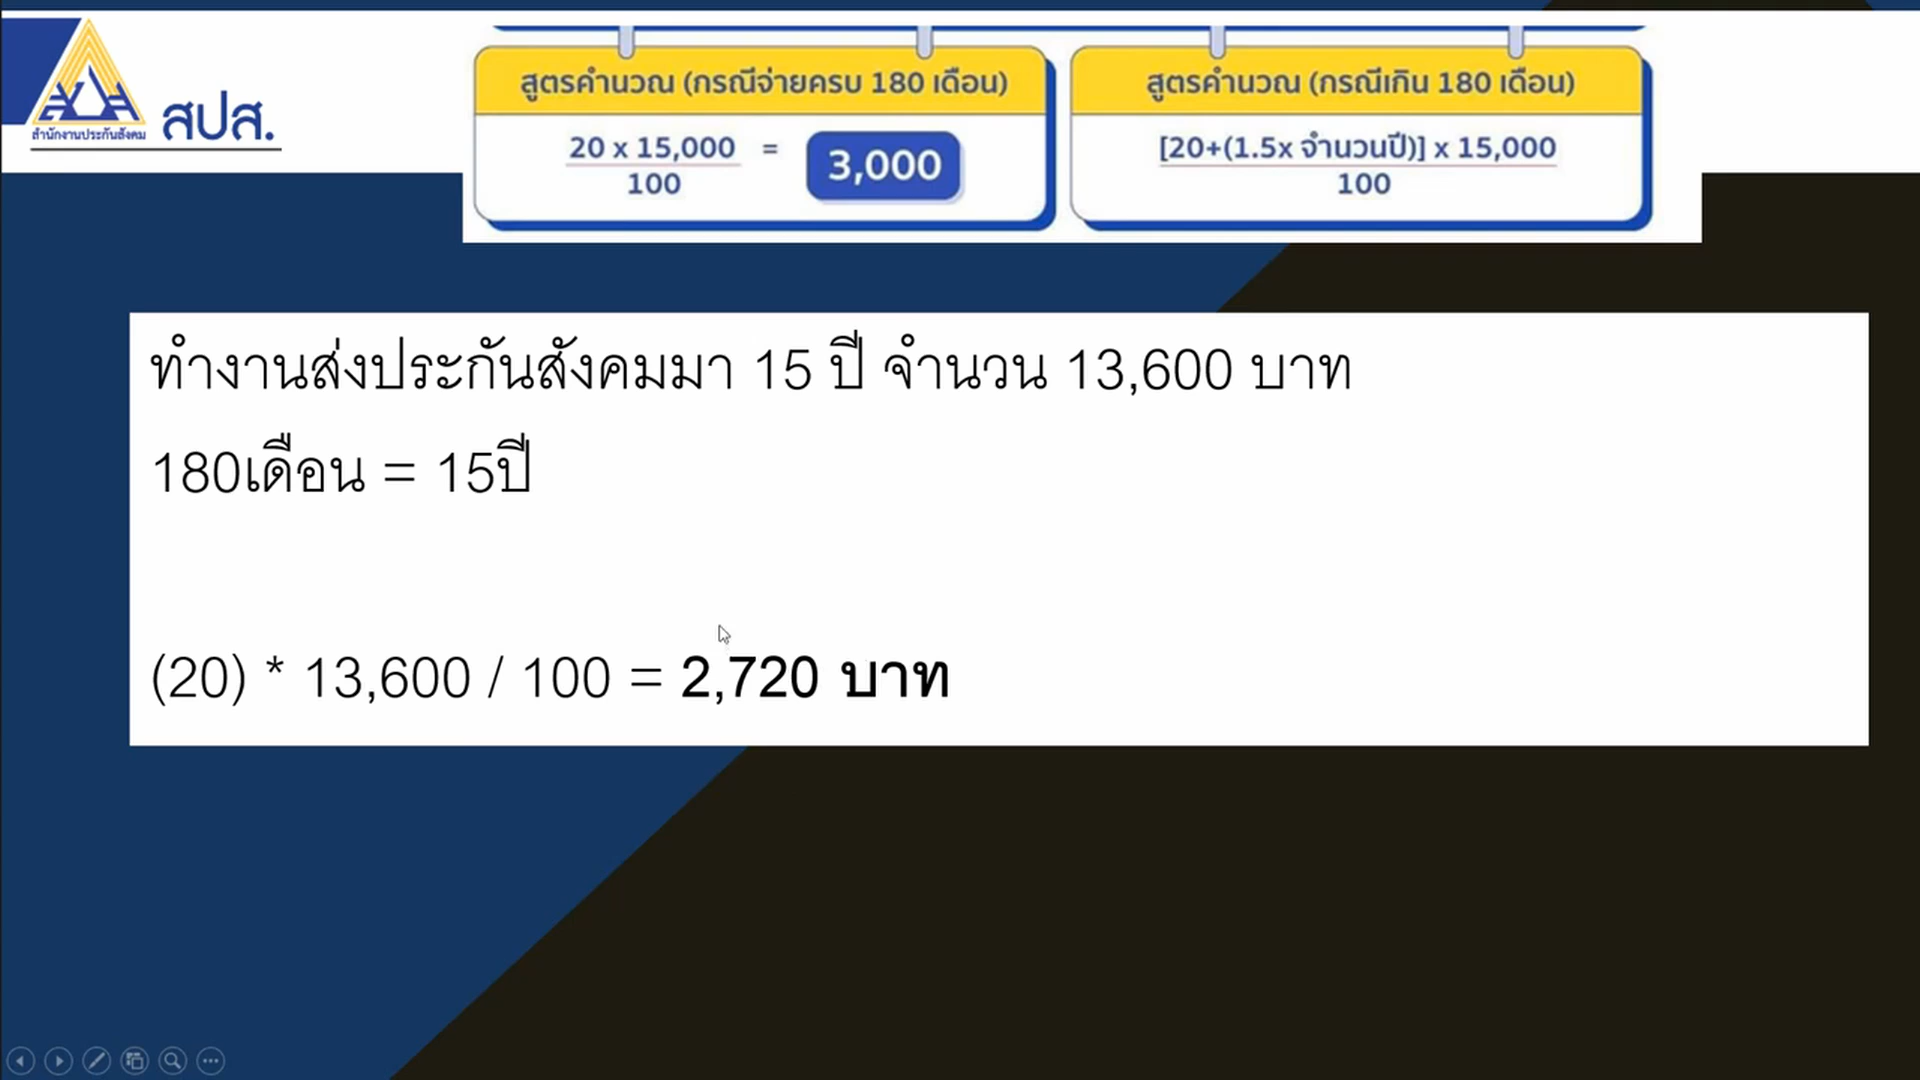 สำนักงานประกันสังคม
สปส.
สูตรคำนวณ (กรณีจ่ายครบ 180 เดือน)
20 x 15,000
100
=
3,000
สูตรคำนวณ (กรณีเกิน 180 เดือน)
[20+(1.5x จำนวนปี)] x 15,000
100
ทำงานส่งประกันสังคมมา 15 ปี จำนวน 13,600 บาท
180เดือน = 15ปี
(20) * 13,600 / 100 = 2,720 บาท